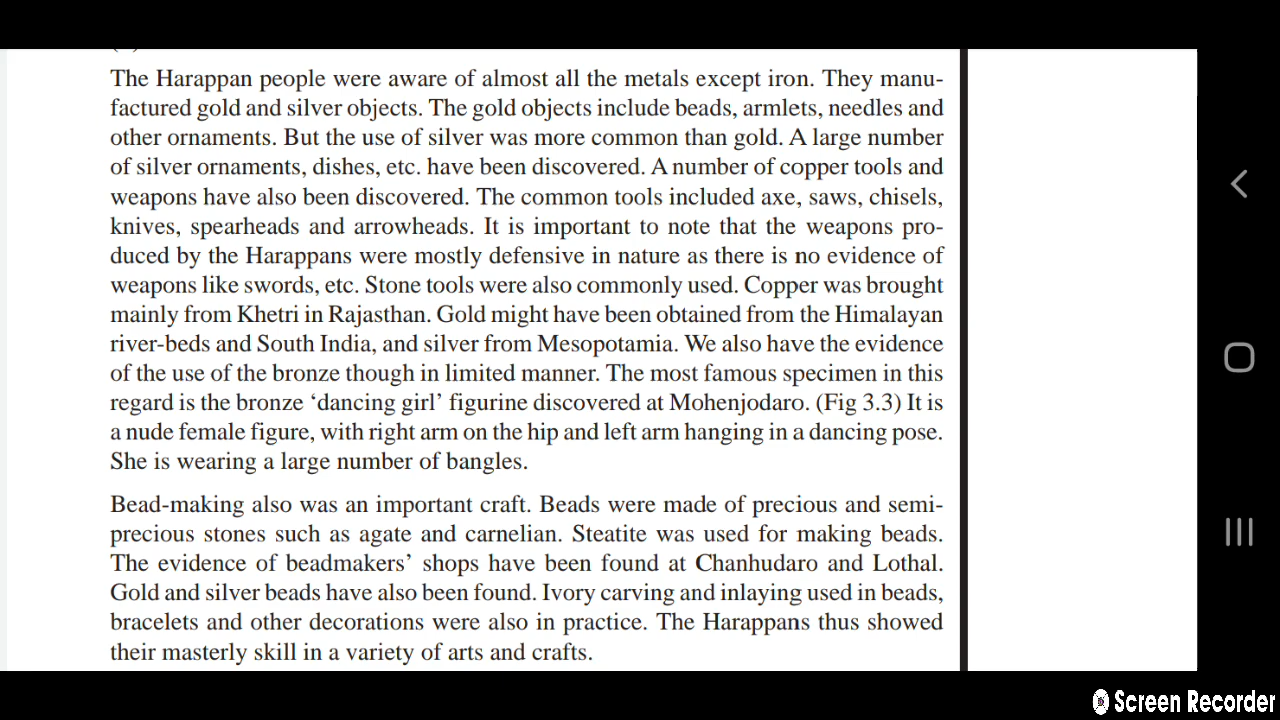 The Harappan people were aware of almost all the metals except iron. They manu-
factured gold and silver objects. The gold objects include beads, armlets, needles and
other ornaments. But the use of silver was more common than gold. A large number
of silver ornaments, dishes, etc. have been discovered. A number of copper tools and
weapons have also been discovered. The common tools included axe, saws, chisels,
knives, spearheads and arrowheads. It is important to note that the weapons pro-
duced by the Harappans were mostly defensive in nature as there is no evidence of
weapons like swords, etc. Stone tools were also commonly used. Copper was brought
mainly from Khetri in Rajasthan. Gold might have been obtained from the Himalayan
river-beds and South India, and silver from Mesopotamia. We also have the evidence
of the use of the bronze though in limited manner. The most famous specimen in this
regard is the bronze ‘dancing girl’ figurine discovered at Mohenjodaro. (Fig 3.3) It is
a nude female figure, with right arm on the hip and left arm hanging in a dancing pose.
She is wearing a large number of bangles.
Bead-making also was an important craft. Beads were made of precious and semi-
precious stones such as agate and carnelian. Steatite was used for making beads.
The evidence of beadmakers’ shops have been found at Chanhudaro and Lothal.
Gold and silver beads have also been found. Ivory carving and inlaying used in beads,
bracelets and other decorations were also in practice. The Harappans thus showed
their masterly skill in a variety of arts and crafts.
Screen Recorder